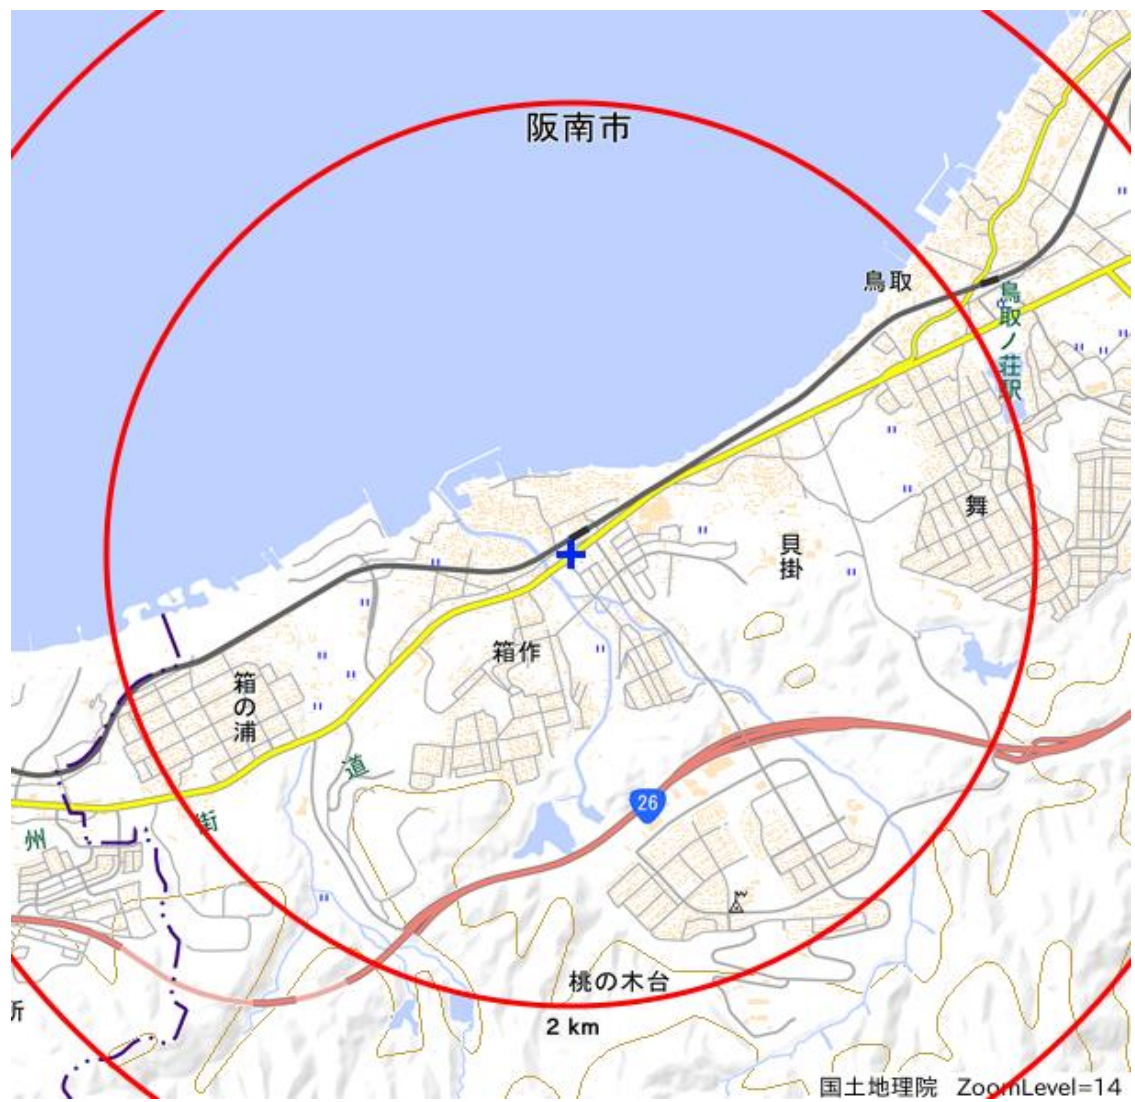 阪南市
鳥取
鳥取ノ荘駅
舞
貝掛
箱作
箱の浦
道
26
街
州
桃の木台
2 km
所
国土地理院 ZoomLevel=14